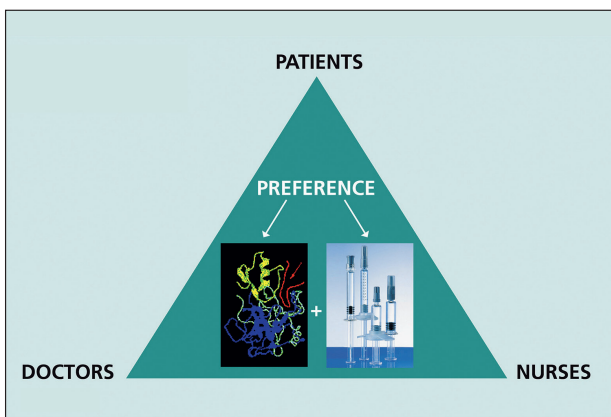 PATIENTS
PREFERENCE
+
DOCTORS
NURSES